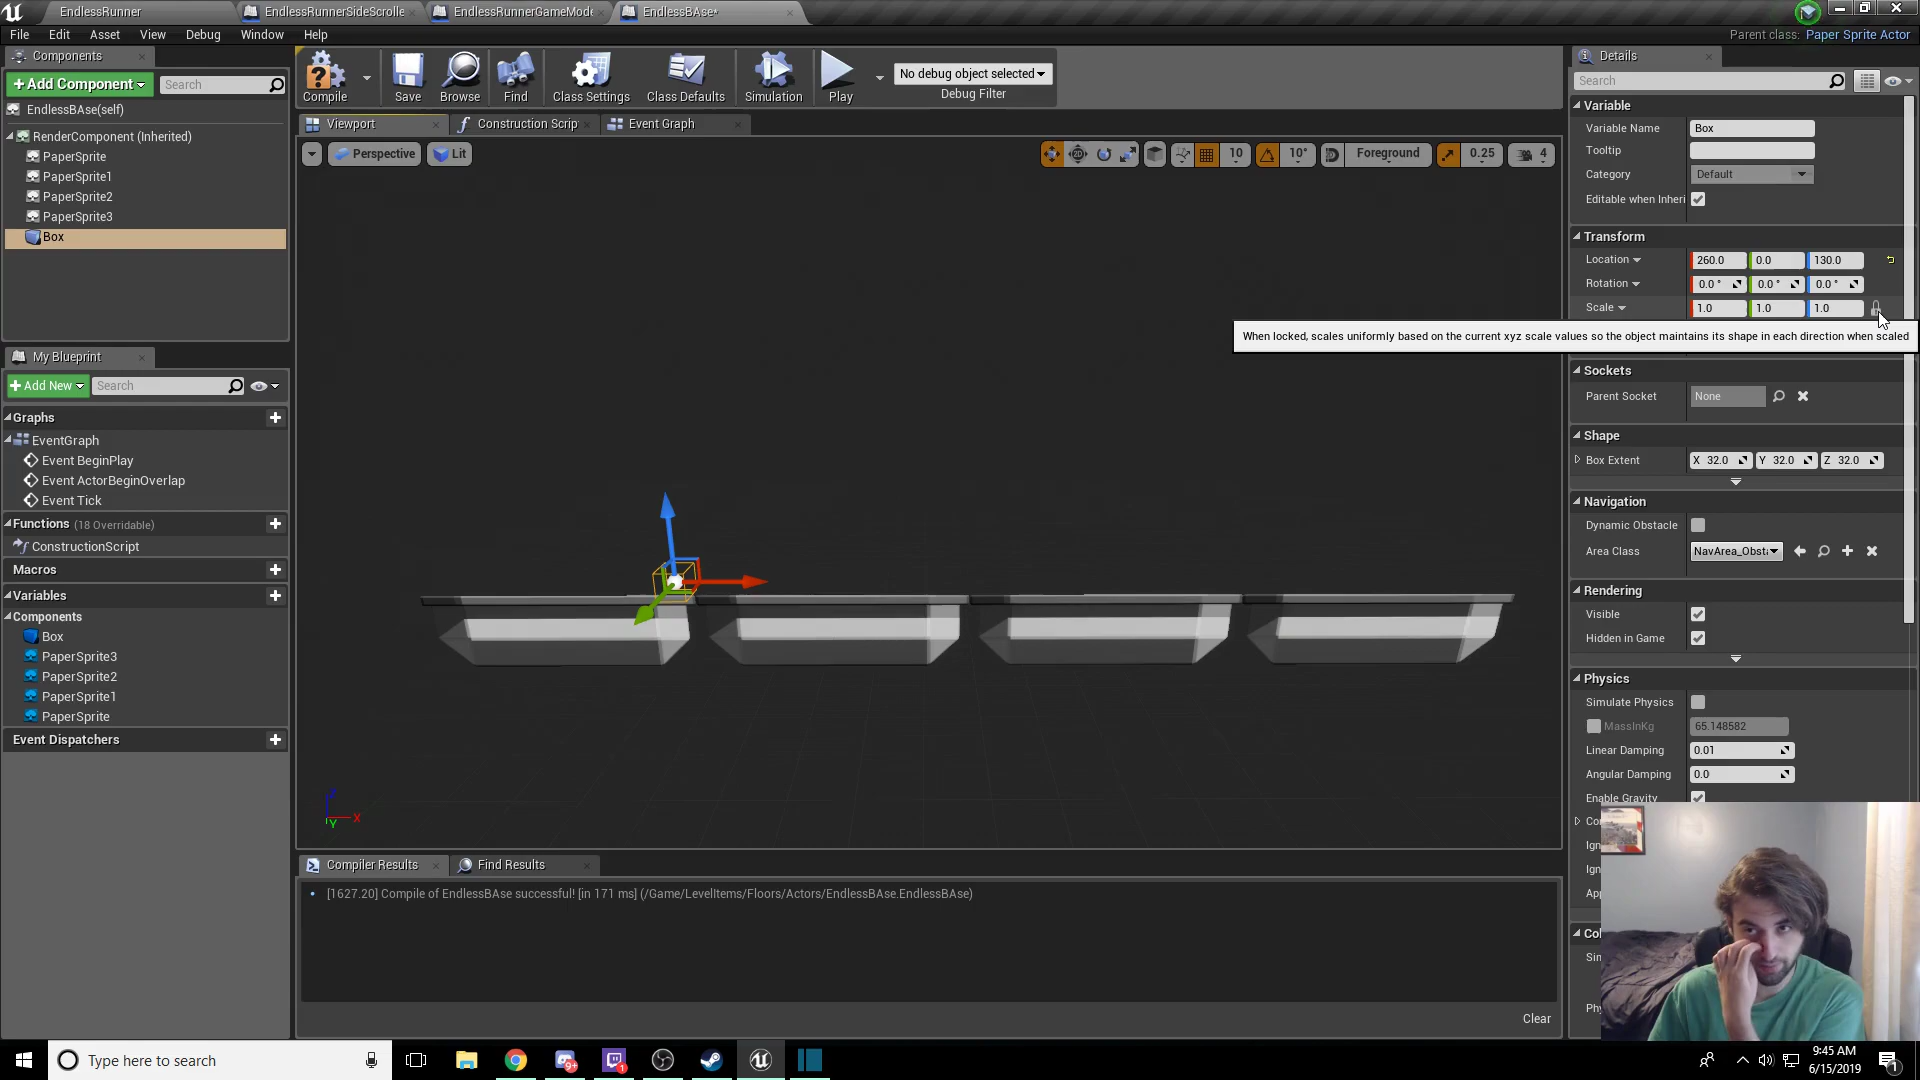 EndlessRunner
EndlessRunnerSideScrolle
EndlessRunnerGameMode
EndlessBAse*
File Edit Asset View Debug Window Help
Parent class: Paper Sprite Actor
Components
+Add Component
Search
EndlessBAse(self)
RenderComponent (Inherited)
PaperSprite
PaperSprite1
PaperSprite2
PaperSprite3
Box
My Blueprint
+Add New
Search
Graphs
EventGraph
Event BeginPlay
Event ActorBeginOverlap
Event Tick
Functions (18 Overridable)
ConstructionScript
Macros
Variables
Components
Box
PaperSprite3
PaperSprite2
PaperSprite1
PaperSprite
Event Dispatchers
Compile Save Browse Find Class Settings Class Defaults Simulation Play
No debug object selected
Debug Filter
Viewport
Construction Scrip
Event Graph
Perspective
Lit
10
10°
Foreground
0.25
4
Z
X
Y
Compiler Results
Find Results
[1627.20] Compile of EndlessBAse successful! [in 171 ms] (/Game/LevelItems/Floors/Actors/EndlessBAse.EndlessBAse)
Clear
Details
Search
Variable
Variable Name Box
Tooltip
Category Default
Editable when Inheri
Transform
Location 260.0 0.0 130.0
Rotation 0.0° 0.0° 0.0°
Scale 1.0 1.0 1.0
When locked, scales uniformly based on the current xyz scale values so the object maintains its shape in each direction when scaled
Sockets
Parent Socket None
Shape
Box Extent X 32.0 Y 32.0 Z 32.0
Navigation
Dynamic Obstacle
Area Class NavArea_Obsta
Rendering
Visible
Hidden in Game
Physics
Simulate Physics
MassInKg 65.148582
Linear Damping 0.01
Angular Damping 0.0
Enable Gravity
Co
Ign
Ign
Ap
Col
Sin
Phy
Type here to search
9:45 AM
6/15/2019